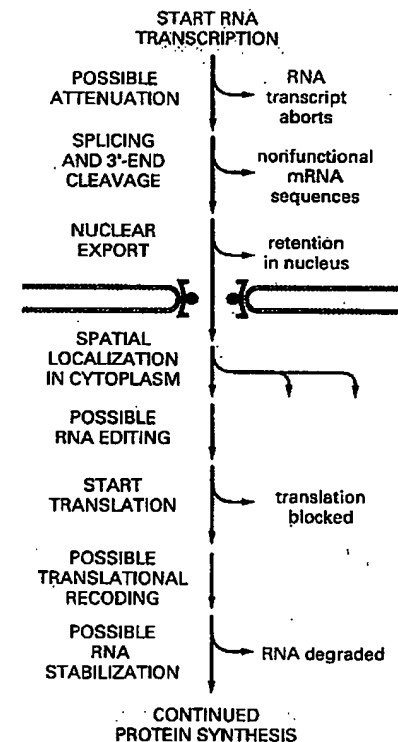 START RNA
TRANSCRIPTION
POSSIBLE
ATTENUATION
RNA
transcript
aborts
SPLICING
AND 3'-END
CLEAVAGE
nonfunctional
mRNA
sequences
NUCLEAR
EXPORT
retention
in nucleus
SPATIAL
LOCALIZATION
IN CYTOPLASM
POSSIBLE
RNA EDITING
START
TRANSLATION
translation
blocked
POSSIBLE
TRANSLATIONAL
RECODING
POSSIBLE
RNA
STABILIZATION
RNA degraded
CONTINUED
PROTEIN SYNTHESIS